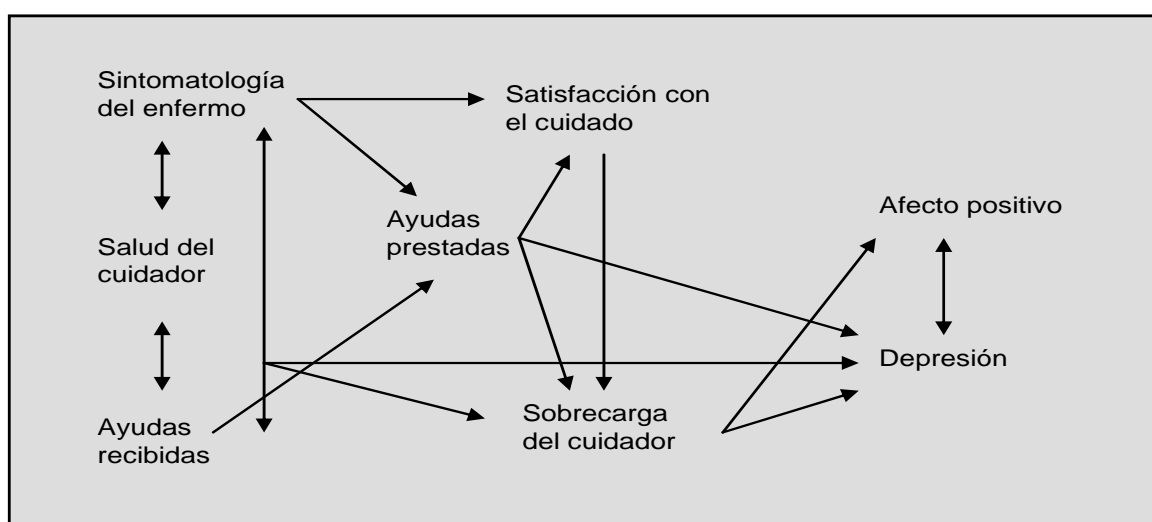 Sintomatología
del enfermo
Satisfacción con
el cuidado
Ayudas
prestadas
Afecto positivo
Salud del
cuidador
Depresión
Ayudas
recibidas
Sobrecarga
del cuidador